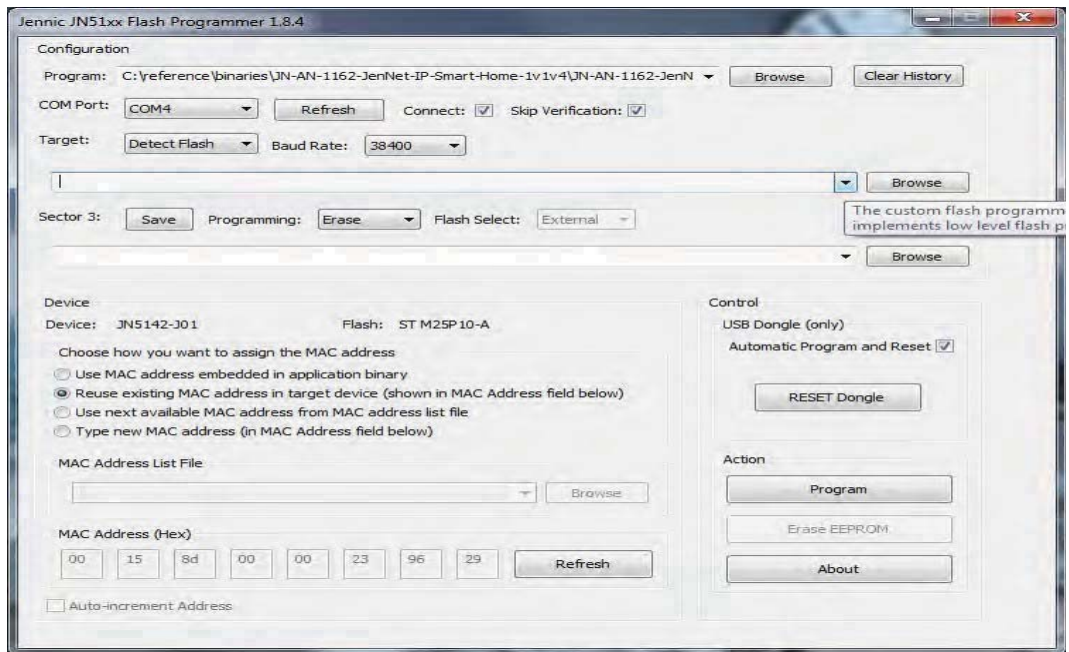 Jennic JN51xx Flash Programmer 1.8.4
Configuration
Program: C:\reference\binaries\JN-AN-1162-JenNet-IP-Smart-Home-1v1v4\JN-AN-1162-JenN Browse Clear History
COM Port: COM4 Refresh Connect: Skip Verification:
Target: Detect Flash Baud Rate: 38400
Browse
Sector 3: Save Programming: Erase Flash Select: External
The custom flash programm
implements low level flash p
Browse
Device
Device: JN5142-J01 Flash: ST M25P10-A
Choose how you want to assign the MAC address
Use MAC address embedded in application binary
Reuse existing MAC address in target device (shown in MAC Address field below)
Use next available MAC address from MAC address list file
Type new MAC address (in MAC Address field below)
MAC Address List File
Browse
MAC Address (Hex)
00 15 8d 00 00 23 96 29 Refresh
Auto-increment Address
Control
USB Dongle (only)
Automatic Program and Reset
RESET Dongle
Action
Program
Erase EEPROM
About